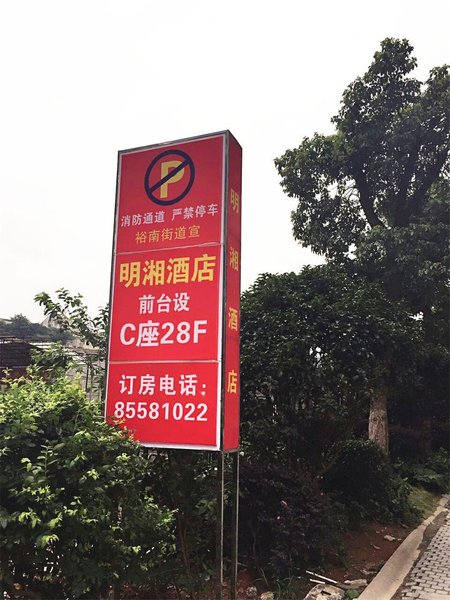 P
消防通道 严禁停车
裕南街道宣
明湘酒店
前台设
C座28F
订房电话:
85581022
明湘酒店